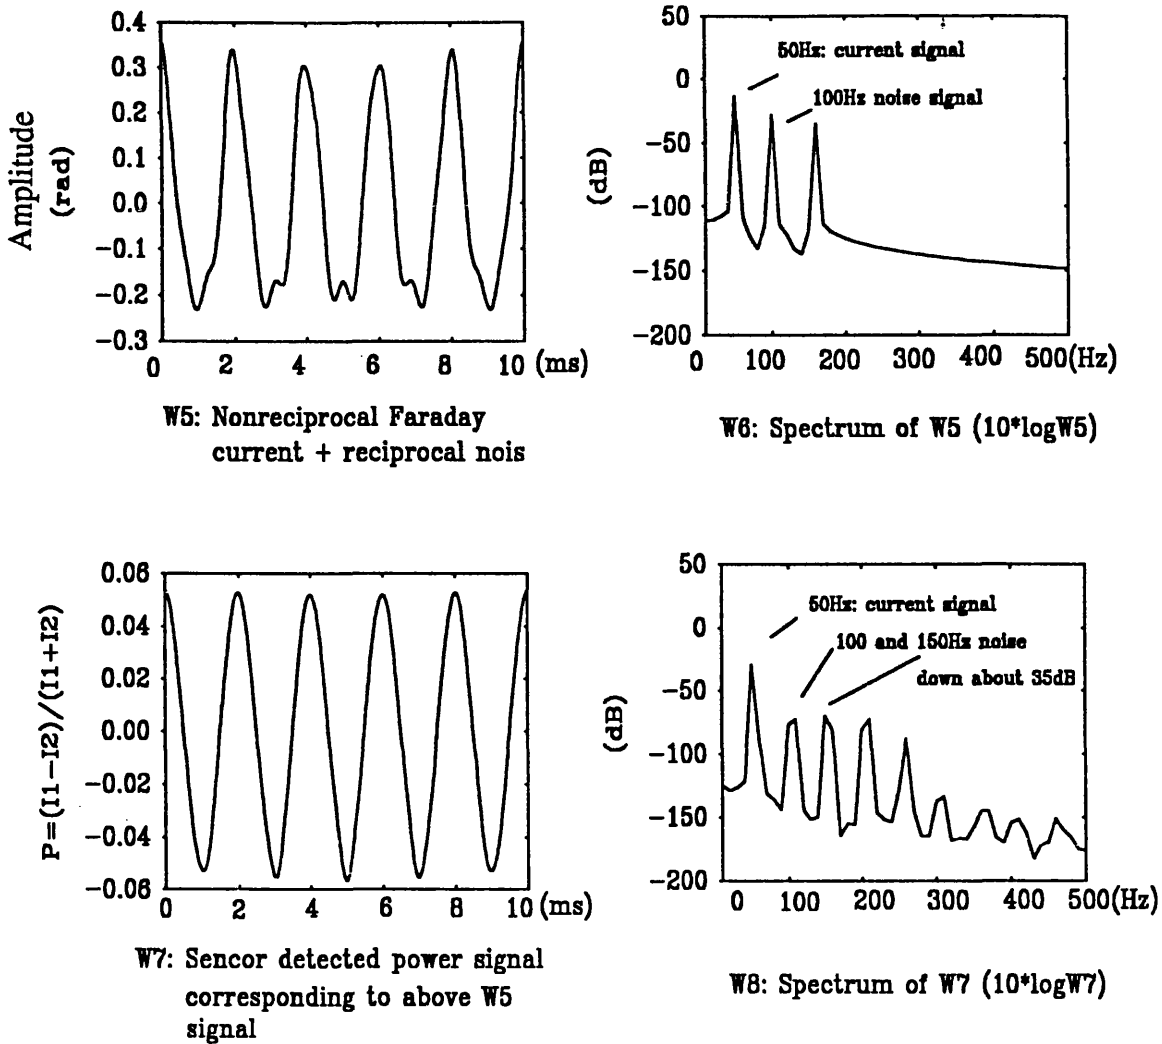 0.4
0.3
0.2
0.1
0.0
−0.1
−0.2
−0.3
Amplitude
(rad)
0 2 4 6 8 10 (ms)
W5: Nonreciprocal Faraday
current + reciprocal nois
50
0
−50
−100
−150
−200
(dB)
50Hz: current signal
100Hz noise signal
0 100 200 300 400 500(Hz)
W6: Spectrum of W5 (10*logW5)
0.06
0.04
0.02
0.00
−0.02
−0.04
−0.06
P=(I1−I2)/(I1+I2)
0 2 4 6 8 10 (ms)
W7: Sencor detected power signal
corresponding to above W5
signal
50
0
−50
−100
−150
−200
(dB)
50Hz: current signal
100 and 150Hz noise
down about 35dB
0 100 200 300 400 500(Hz)
W8: Spectrum of W7 (10*logW7)